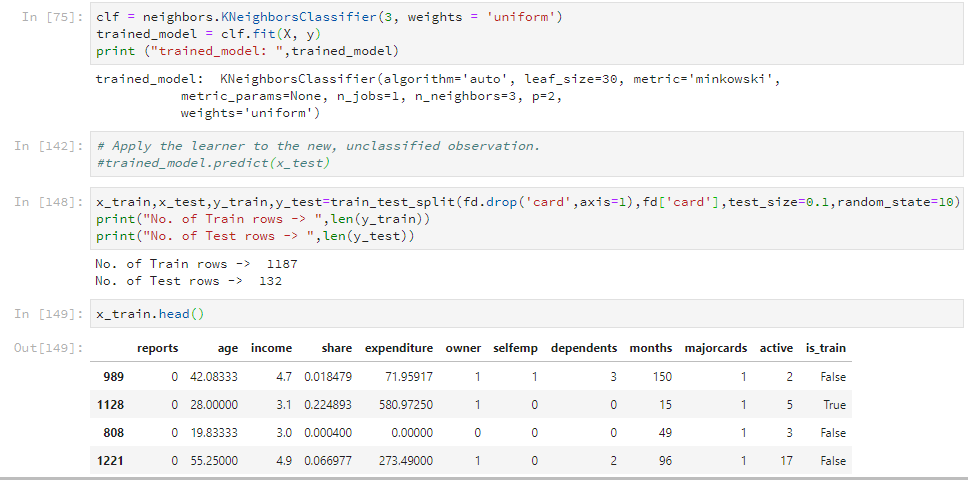 In [75]: clf = neighbors.KNeighborsClassifier(3, weights = 'uniform')
trained_model = clf.fit(X, y)
print ("trained_model: ",trained_model)
trained_model:  KNeighborsClassifier(algorithm='auto', leaf_size=30, metric='minkowski',
           metric_params=None, n_jobs=1, n_neighbors=3, p=2,
           weights='uniform')
In [142]: # Apply the learner to the new, unclassified observation.
#trained_model.predict(x_test)
In [148]: x_train,x_test,y_train,y_test=train_test_split(fd.drop('card',axis=1),fd['card'],test_size=0.1,random_state=10)
print("No. of Train rows -> ",len(y_train))
print("No. of Test rows -> ",len(y_test))
No. of Train rows ->  1187
No. of Test rows ->  132
In [149]: x_train.head()
Out[149]: reports age income share expenditure owner selfemp dependents months majorcards active is_train
989 0 42.08333 4.7 0.018479 71.95917 1 1 3 150 1 2 False
1128 0 28.00000 3.1 0.224893 580.97250 1 0 0 15 1 5 True
808 0 19.83333 3.0 0.000400 0.00000 0 0 0 49 1 3 False
1221 0 55.25000 4.9 0.066977 273.49000 1 0 2 96 1 17 False